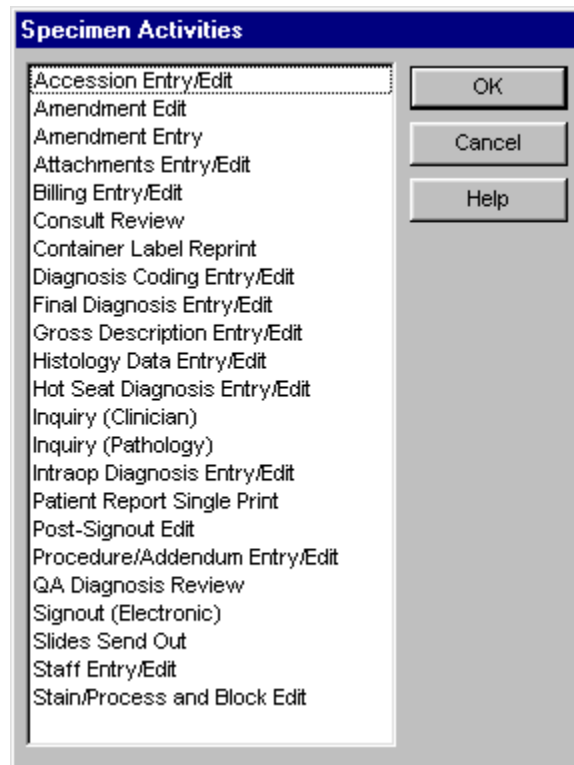 Specimen Activities
Accession Entry/Edit
Amendment Edit
Amendment Entry
Attachments Entry/Edit
Billing Entry/Edit
Consult Review
Container Label Reprint
Diagnosis Coding Entry/Edit
Final Diagnosis Entry/Edit
Gross Description Entry/Edit
Histology Data Entry/Edit
Hot Seat Diagnosis Entry/Edit
Inquiry (Clinician)
Inquiry (Pathology)
Intraop Diagnosis Entry/Edit
Patient Report Single Print
Post-Signout Edit
Procedure/Addendum Entry/Edit
QA Diagnosis Review
Signout (Electronic)
Slides Send Out
Staff Entry/Edit
Stain/Process and Block Edit
OK
Cancel
Help